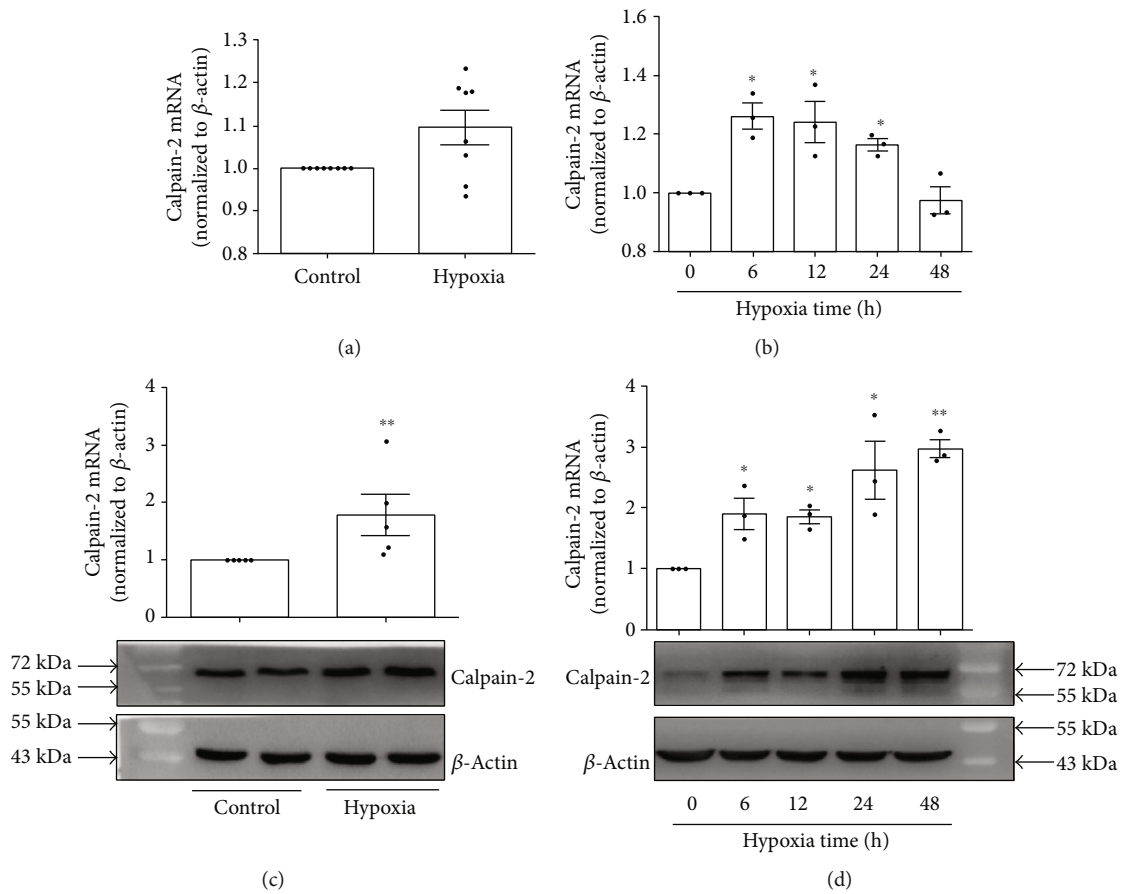 Calpain-2 mRNA
(normalized to β-actin)
1.3
1.2
1.1
1.0
0.9
0.8
Control
Hypoxia
(a)
Calpain-2 mRNA
(normalized to β-actin)
1.6
1.4
1.2
1.0
0.8
*
*
*
0
6
12
24
48
Hypoxia time (h)
(b)
Calpain-2 mRNA
(normalized to β-actin)
4
3
2
1
0
**
72 kDa
55 kDa
Calpain-2
55 kDa
43 kDa
β-Actin
Control
Hypoxia
(c)
Calpain-2 mRNA
(normalized to β-actin)
4
3
2
1
0
*
*
*
**
Calpain-2
72 kDa
55 kDa
β-Actin
55 kDa
43 kDa
0
6
12
24
48
Hypoxia time (h)
(d)